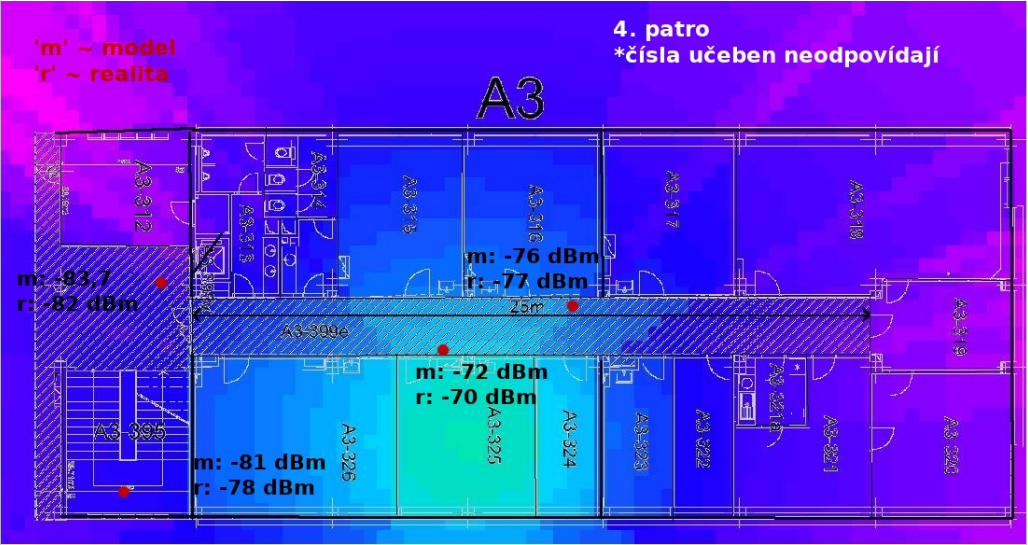 4. patro
'm' ~ model
*čísla učeben neodpovídají
'r' ~ realita
A3
A3-312
A3-313
A3-314
A3-315
A3-316
A3-317
A3-318
m: -76 dBm
r: -77 dBm
m: -83,7
r: -82 dBm
25m
A3-399e
A3-319
m: -72 dBm
r: -70 dBm
A3-395
A3-326
A3-325
A3-324
A3-323
A3-322
A3-321a
A3-321
A3-320
m: -81 dBm
r: -78 dBm